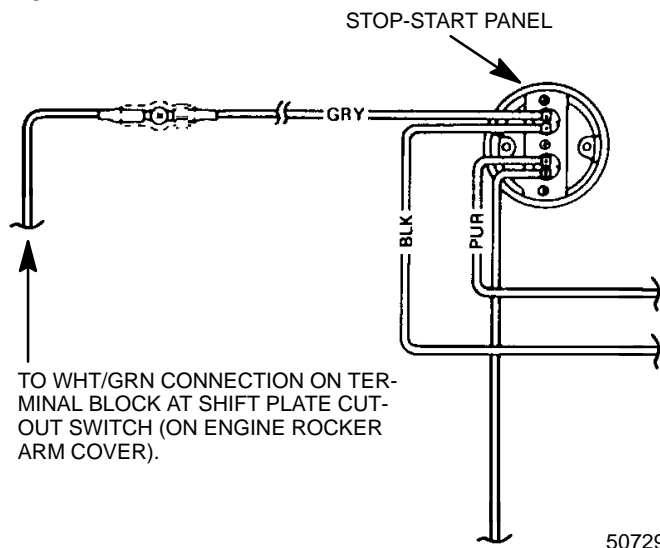 STOP-START PANEL
GRY
BLK
PUR
TO WHT/GRN CONNECTION ON TER-
MINAL BLOCK AT SHIFT PLATE CUT-
OUT SWITCH (ON ENGINE ROCKER
ARM COVER).
50729